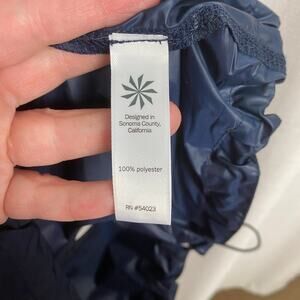 Designed in
Sonoma County,
California
100% polyester
RN #54023